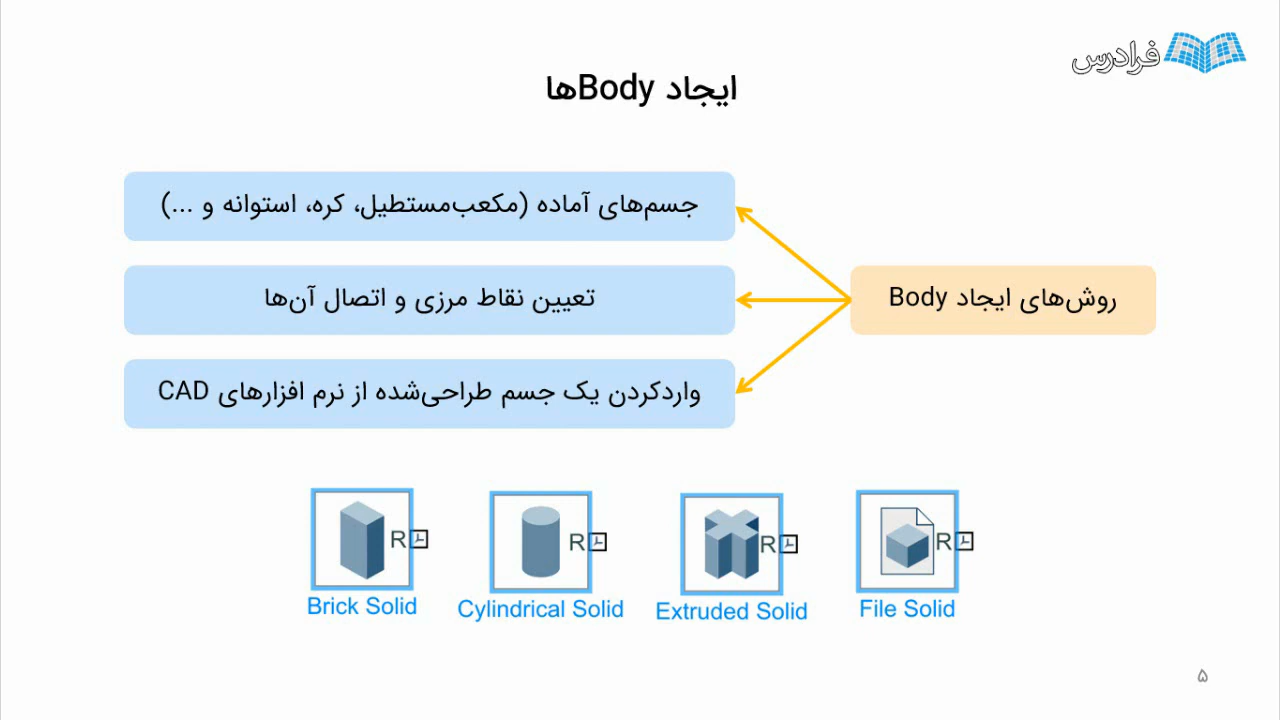 فرادرس
ایجاد Bodyها
روش‌های ایجاد Body
جسم‌های آماده (مکعب‌مستطیل، کره، استوانه و ...)
تعیین نقاط مرزی و اتصال آن‌ها
واردکردن یک جسم طراحی‌شده از نرم افزارهای CAD
R
R
R
R
Brick Solid
Cylindrical Solid
Extruded Solid
File Solid
۵